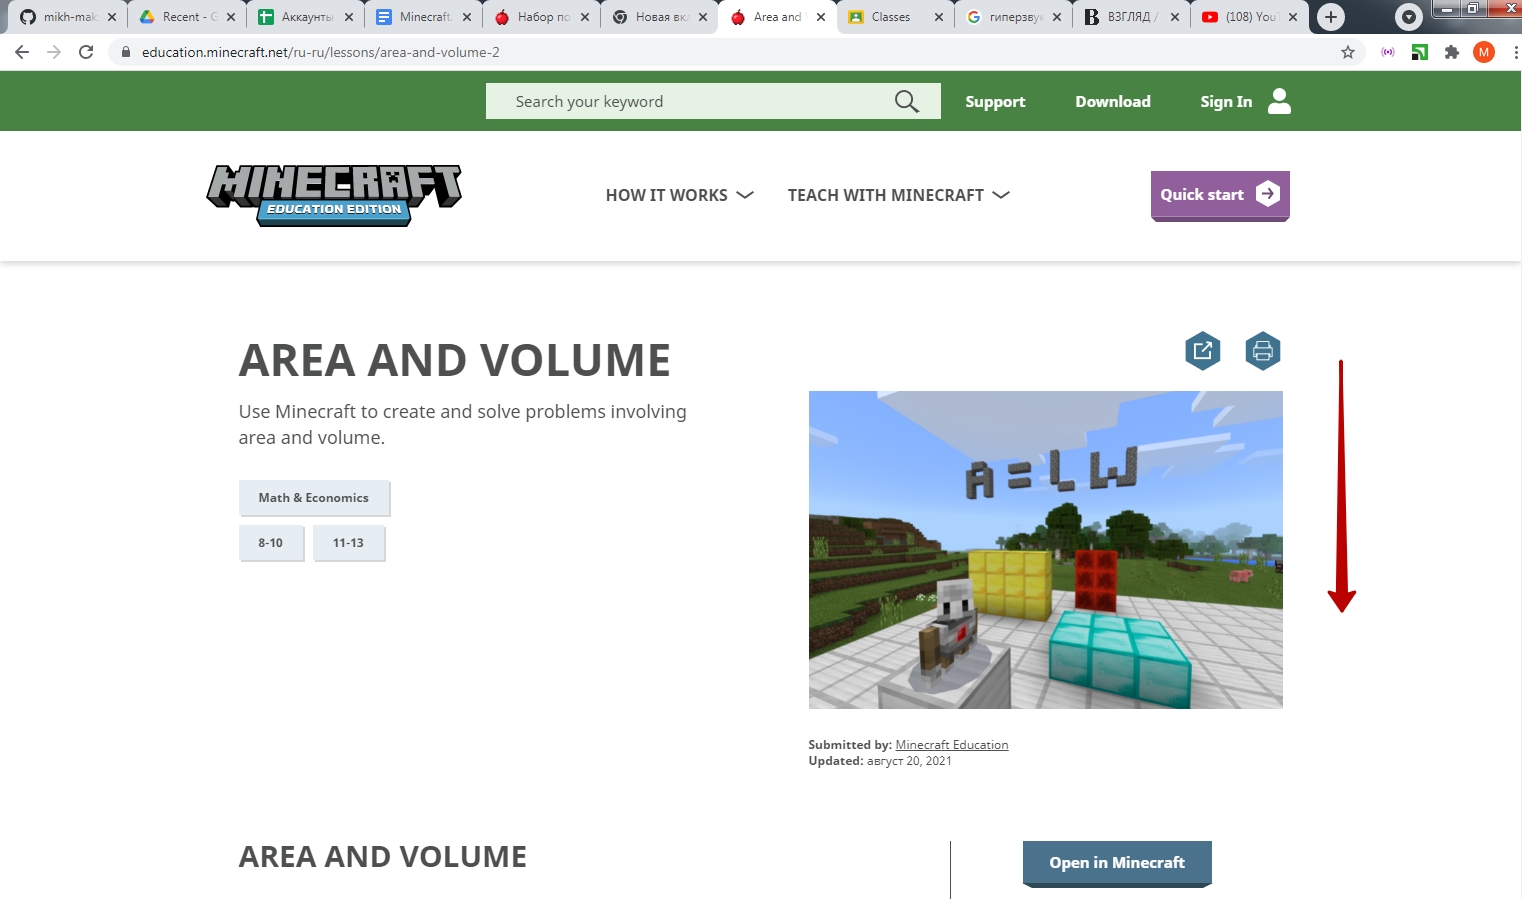 mikh-mak
Recent - G
Аккаунты
Minecraft.
Набор по
Новая вкл
Area and V
Classes
гиперзвук
ВЗГЛЯД /
(108) YouT
education.minecraft.net/ru-ru/lessons/area-and-volume-2
M
Search your keyword
Support
Download
Sign In
MINECRAFT
EDUCATION EDITION
HOW IT WORKS
TEACH WITH MINECRAFT
Quick start
AREA AND VOLUME
Use Minecraft to create and solve problems involving
area and volume.
Math & Economics
8-10
11-13
A=LW
Submitted by: Minecraft Education
Updated: август 20, 2021
AREA AND VOLUME
Open in Minecraft